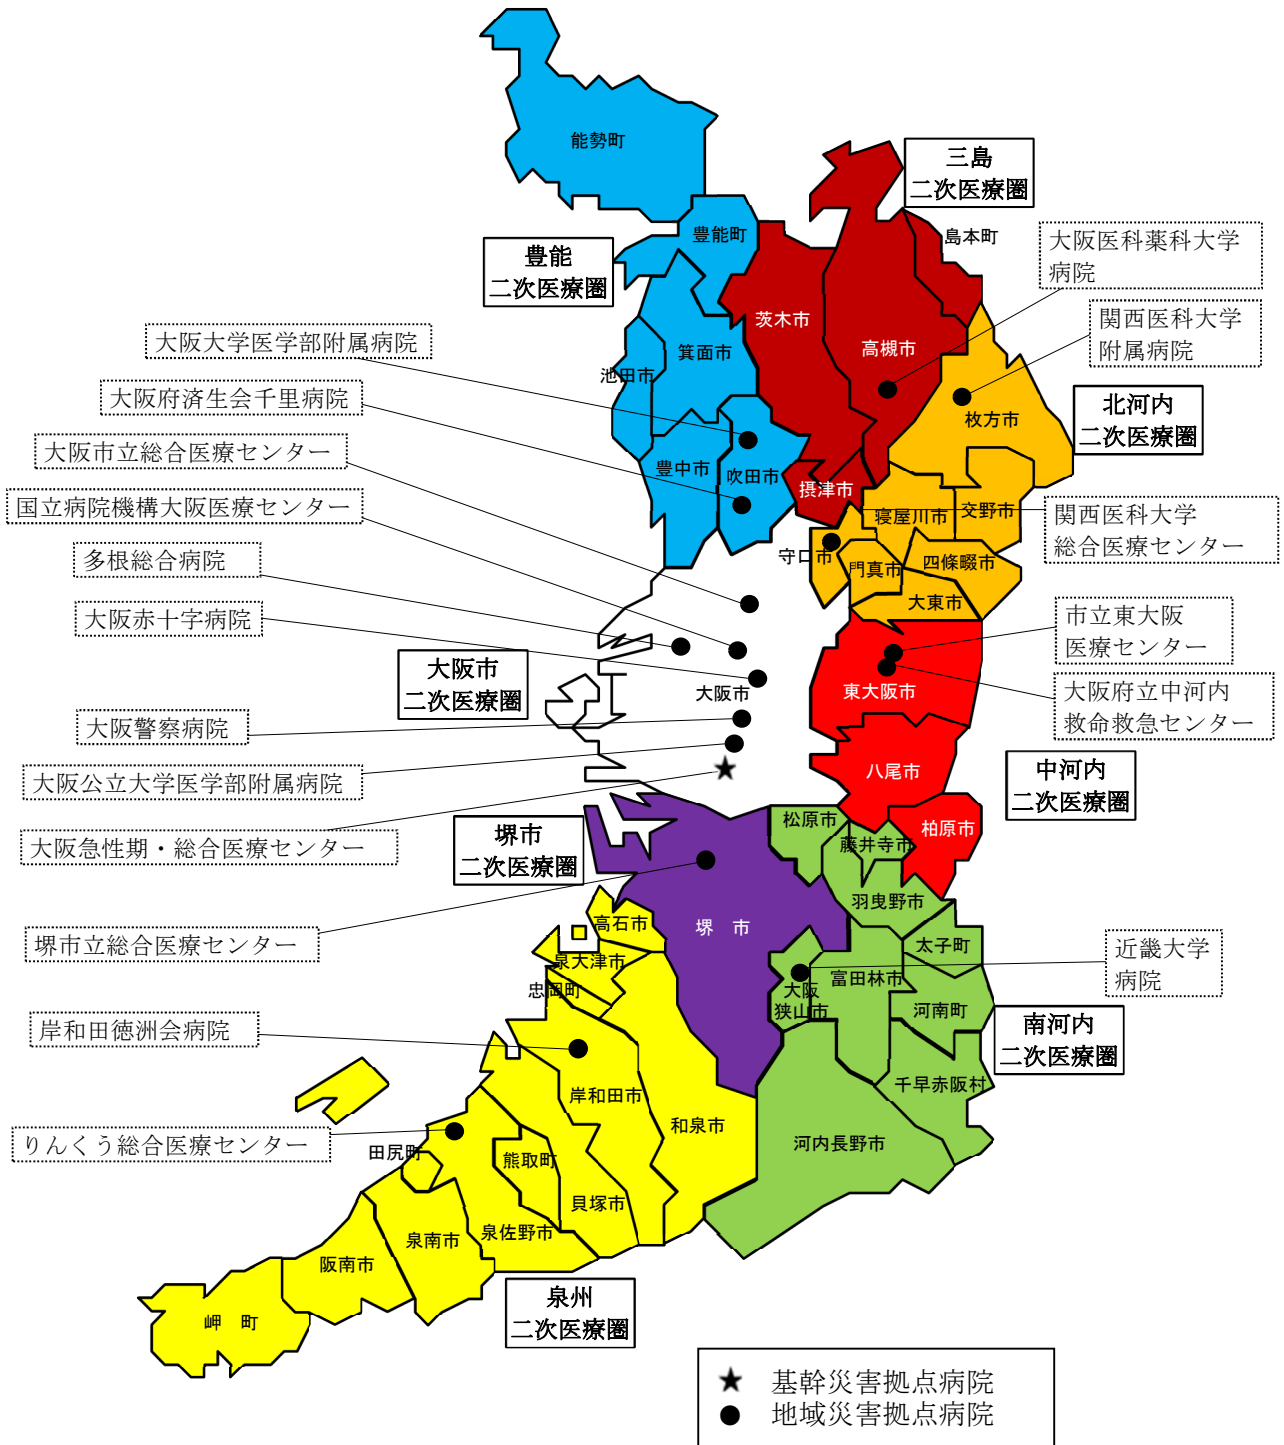 能勢町
三島
二次医療圏
豊能町
島本町
大阪医科薬科大学
病院
豊能
二次医療圏
茨木市
高槻市
関西医科大学
附属病院
大阪大学医学部附属病院
箕面市
池田市
大阪府済生会千里病院
北河内
二次医療圏
枚方市
大阪市立総合医療センター
豊中市
吹田市
摂津市
国立病院機構大阪医療センター
寝屋川市
交野市
関西医科大学
総合医療センター
多根総合病院
守口市
門真市
四條畷市
大東市
大阪赤十字病院
市立東大阪
医療センター
大阪市
二次医療圏
大阪市
東大阪市
大阪府立中河内
救命救急センター
大阪警察病院
大阪公立大学医学部附属病院
八尾市
中河内
二次医療圏
大阪急性期・総合医療センター
堺市
二次医療圏
松原市
藤井寺市
柏原市
羽曳野市
堺市立総合医療センター
高石市
堺 市
太子町
近畿大学
病院
泉大津市
忠岡町
大阪
狭山市
富田林市
河南町
岸和田徳洲会病院
南河内
二次医療圏
岸和田市
千早赤阪村
りんくう総合医療センター
田尻町
和泉市
河内長野市
熊取町
貝塚市
泉佐野市
泉南市
阪南市
泉州
二次医療圏
岬 町
★ 基幹災害拠点病院
● 地域災害拠点病院